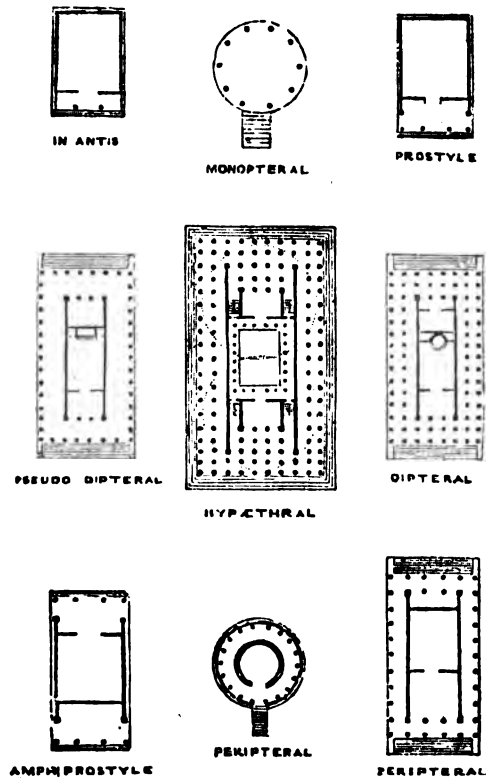 IN ANTIS
MONOPTERAL
PROSTYLE
PSEUDO DIPTERAL
HYPÆTHRAL
DIPTERAL
AMPHIPROSTYLE
PERIPTERAL
PERIPTERAL